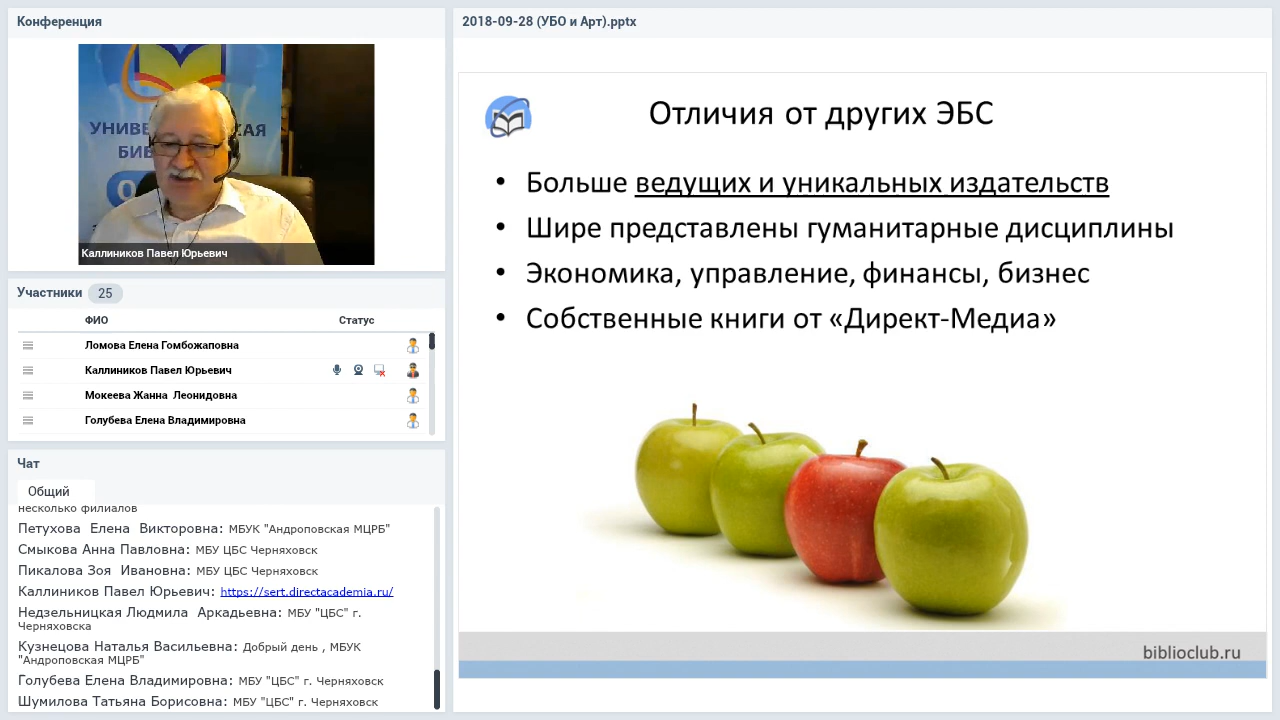 Конференция
УНИВЕ СКАЯ
БИБ
Каллиников Павел Юрьевич
Участники 25
ФИО Статус
Ломова Елена Гомбожаповна
Каллиников Павел Юрьевич
Мокеева Жанна Леонидовна
Голубева Елена Владимировна
Чат
Общий
несколько филиалов
Петухова Елена Викторовна: МБУК "Андроповская МЦРБ"
Смыкова Анна Павловна: МБУ ЦБС Черняховск
Пикалова Зоя Ивановна: МБУ ЦБС Черняховск
Каллиников Павел Юрьевич: https://sert.directacademia.ru/
Недзельницкая Людмила Аркадьевна: МБУ "ЦБС" г.
Черняховска
Кузнецова Наталья Васильевна: Добрый день , МБУК
"Андроповская МЦРБ"
Голубева Елена Владимировна: МБУ "ЦБС" г. Черняховск
Шумилова Татьяна Борисовна: МБУ "ЦБС" г. Черняховск
2018-09-28 (УБО и Арт).pptx
Отличия от других ЭБС
• Больше ведущих и уникальных издательств
• Шире представлены гуманитарные дисциплины
• Экономика, управление, финансы, бизнес
• Собственные книги от «Директ-Медиа»
biblioclub.ru